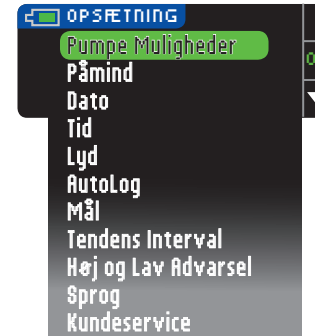 OPSÆTNING
Pumpe Muligheder
Påmind
Dato
Tid
Lyd
AutoLog
Mål
Tendens Interval
Høj og Lav Advarsel
Sprog
Kundeservice